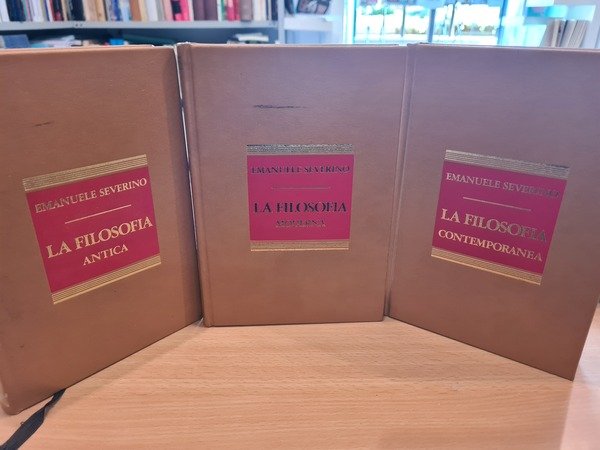 EMANUELE SEVERINO
LA FILOSOFIA
ANTICA
EMANUELE SEVERINO
LA FILOSOFIA
MODERNA
EMANUELE SEVERINO
LA FILOSOFIA
CONTEMPORANEA